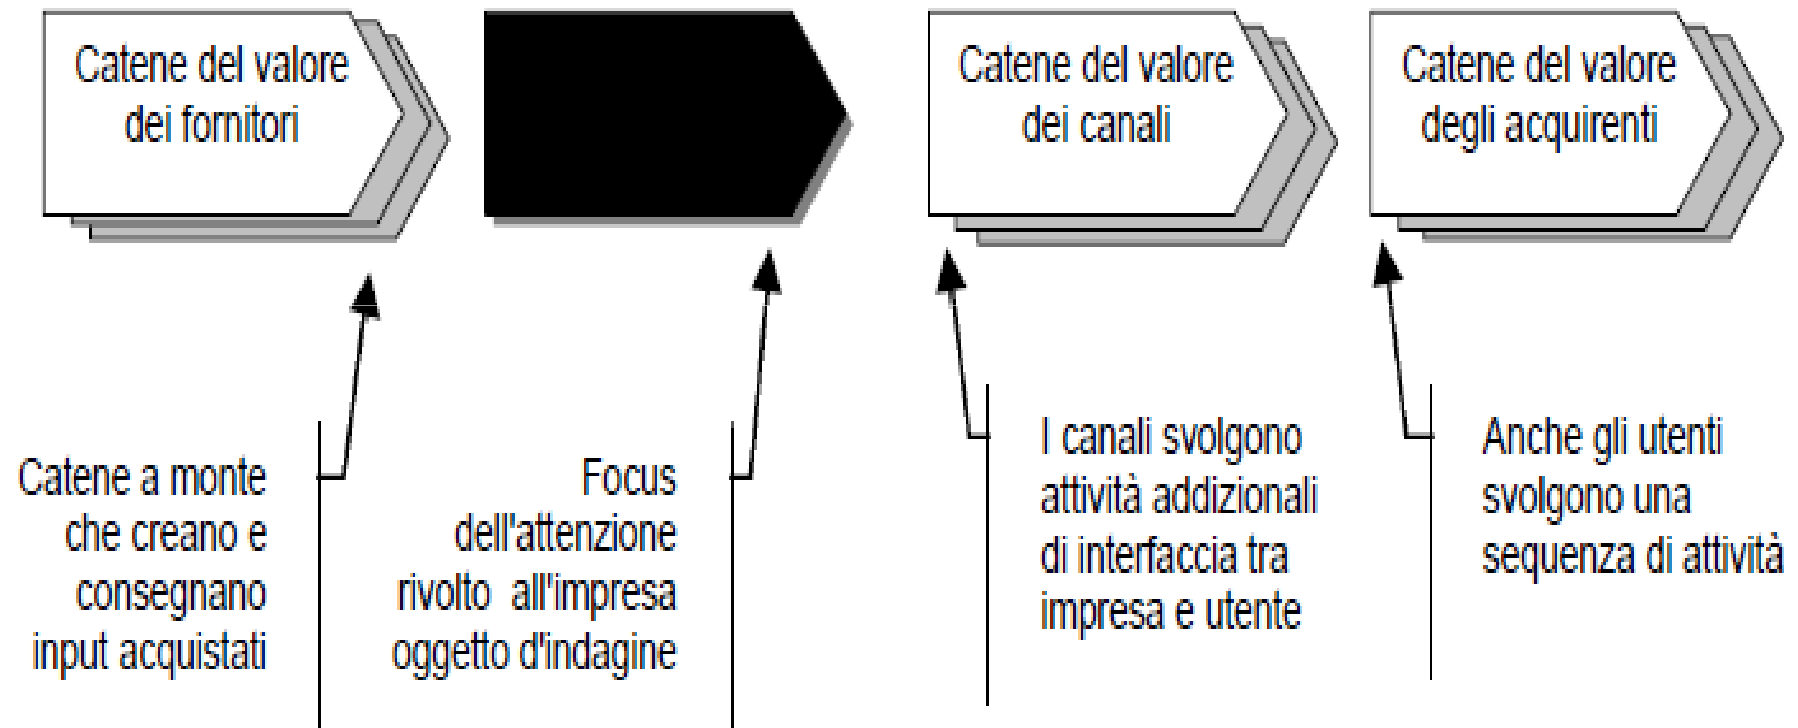 Catene del valore
dei fornitori
Catene del valore
dei canali
Catene del valore
degli acquirenti
Catene a monte
che creano e
consegnano
input acquistati
Focus
dell'attenzione
rivolto all'impresa
oggetto d'indagine
I canali svolgono
attività addizionali
di interfaccia tra
impresa e utente
Anche gli utenti
svolgono una
sequenza di attività